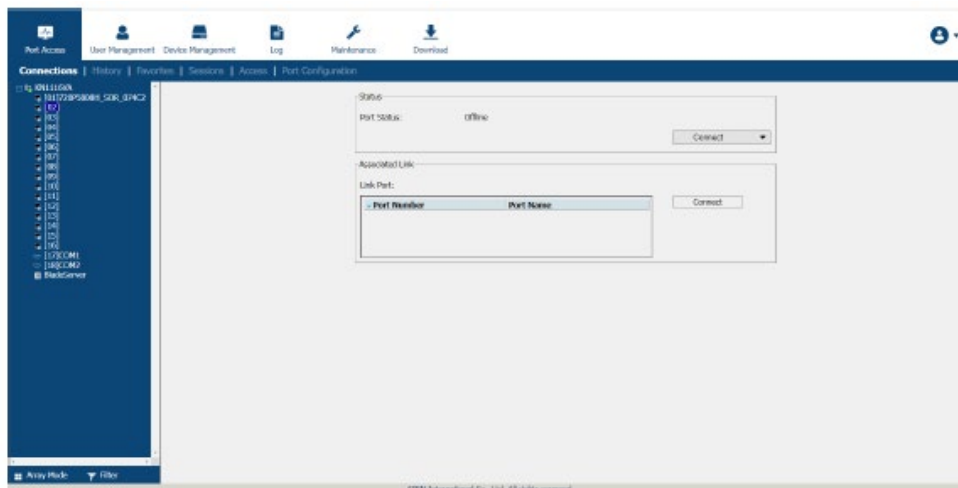 Port Access
User Management
Device Management
Log
Maintenance
Download
Connections | History | Favorites | Sessions | Access | Port Configuration
[02]
[03]
[04]
[05]
[06]
[07]
[08]
[09]
[10]
[11]
[12]
[13]
[14]
[15]
[16]
[17]COM1
[18]COM2
BladeServer
Status
Port Status: Offline
Connect
Associated Link
Link Port:
Port Number Port Name
Connect
Array Mode Filter